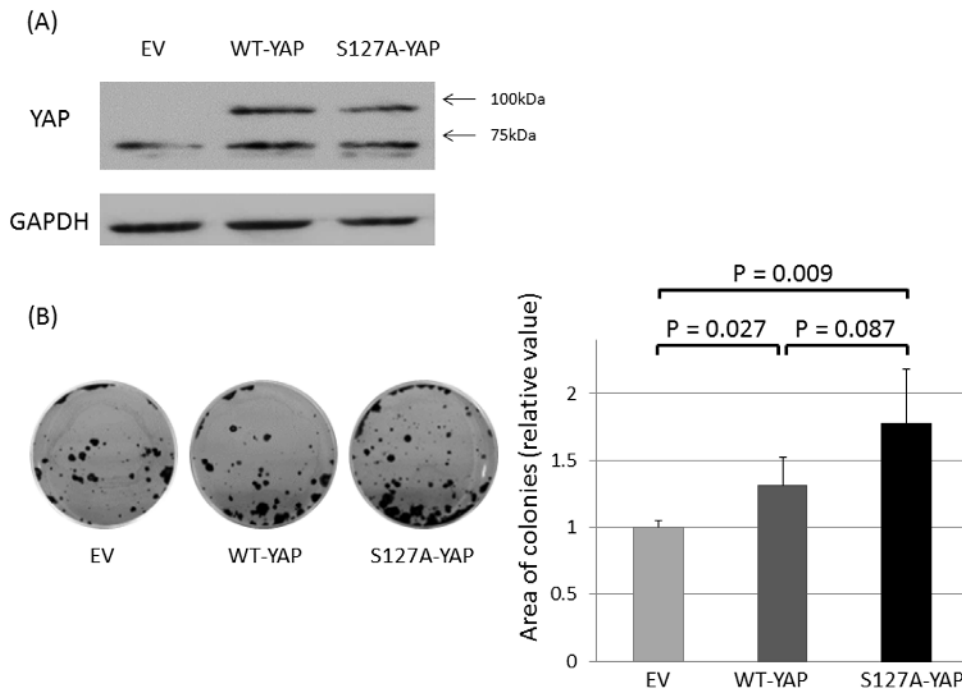 (A)
EV WT-YAP S127A-YAP
YAP
100kDa
75kDa
GAPDH
(B)
EV WT-YAP S127A-YAP
Area of colonies (relative value)
P = 0.009
P = 0.027 P = 0.087
2
1.5
1
0.5
0
EV WT-YAP S127A-YAP